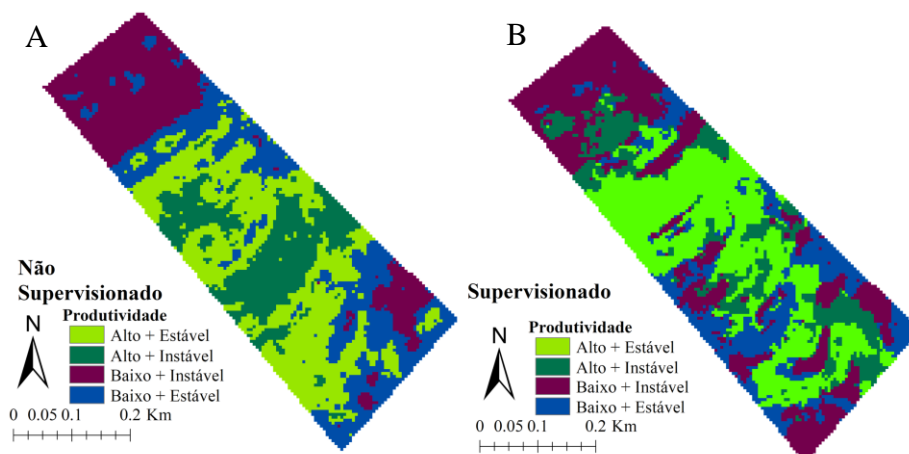 A
Não
Supervisionado
Produtividade
Alto + Estável
Alto + Instável
Baixo + Instável
Baixo + Estável
N
0 0.05 0.1 0.2 Km
B
Supervisionado
Produtividade
Alto + Estável
Alto + Instável
Baixo + Instável
Baixo + Estável
N
0 0.05 0.1 0.2 Km